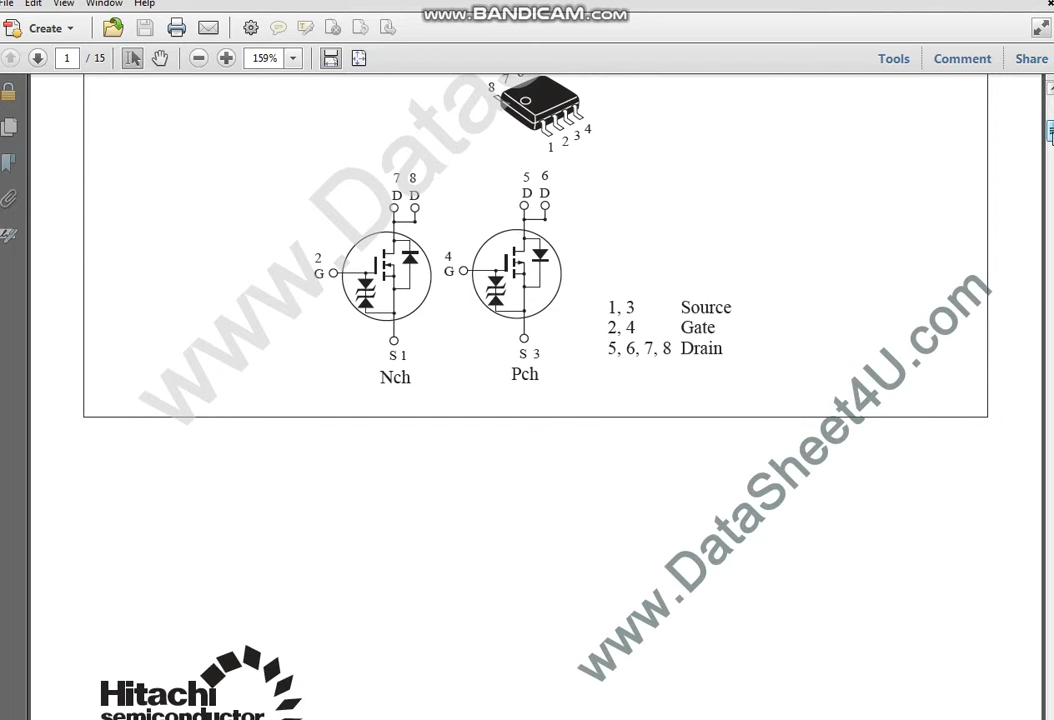 File Edit View Window Help
www.BANDICAM.com
Create
1 / 15
159%
Tools Comment Share
8 7
1 2 3 4
7 8
D D
2
G
S 1
Nch
5 6
D D
4
G
S 3
Pch
1, 3 Source
2, 4 Gate
5, 6, 7, 8 Drain
www.DataSheet4U.com
www.Data
Hitachi
semiconductor